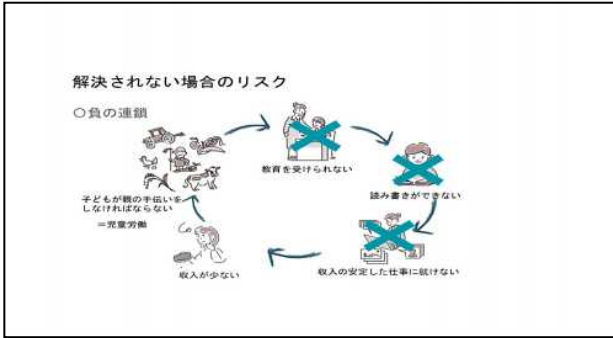 解決されない場合のリスク
〇負の連鎖
教育を受けられない
読み書きができない
収入の安定した仕事に就けない
収入が少ない
子どもが親の手伝いを
しなければならない
＝児童労働